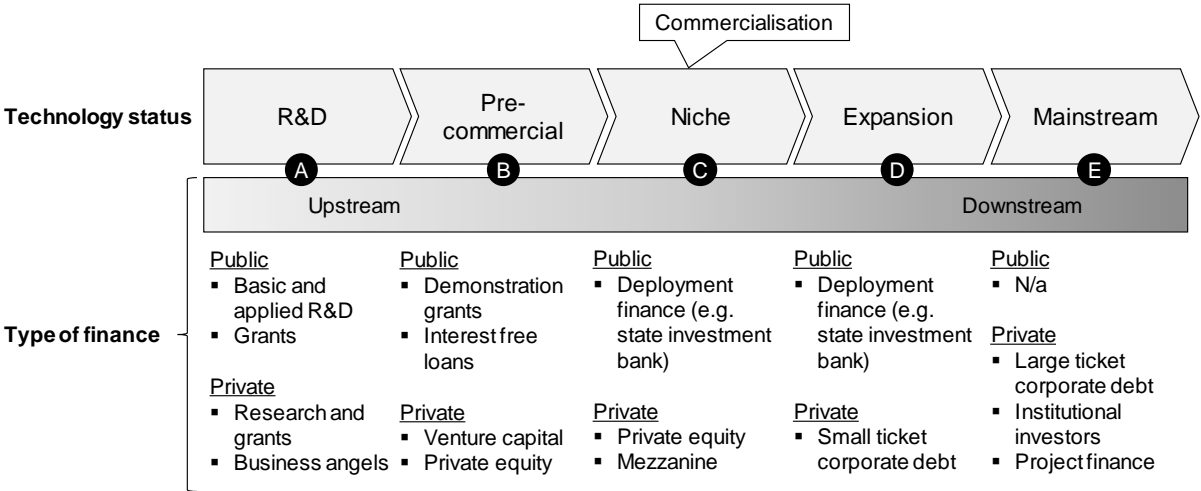 Commercialisation
Technology status
R&D
Pre-
commercial
Niche
Expansion
Mainstream
A
B
C
D
E
Upstream
Downstream
Type of finance
Public
▪ Basic and
applied R&D
▪ Grants
Private
▪ Research and
grants
▪ Business angels
Public
▪ Demonstration
grants
▪ Interest free
loans
Private
▪ Venture capital
▪ Private equity
Public
▪ Deployment
finance (e.g.
state investment
bank)
Private
▪ Private equity
▪ Mezzanine
Public
▪ Deployment
finance (e.g.
state investment
bank)
Private
▪ Small ticket
corporate debt
Public
▪ N/a
Private
▪ Large ticket
corporate debt
▪ Institutional
investors
▪ Project finance